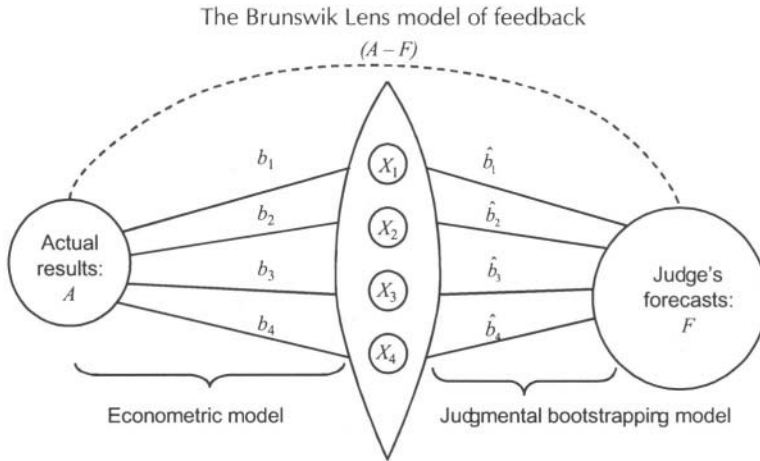 The Brunswik Lens model of feedback
(A – F)
b₁
X₁
b̂₁
b₂
X₂
b̂₂
Actual
results:
A
b₃
X₃
b̂₃
Judge's
forecasts:
F
b₄
X₄
b̂₄
Econometric model
Judgmental bootstrapping model